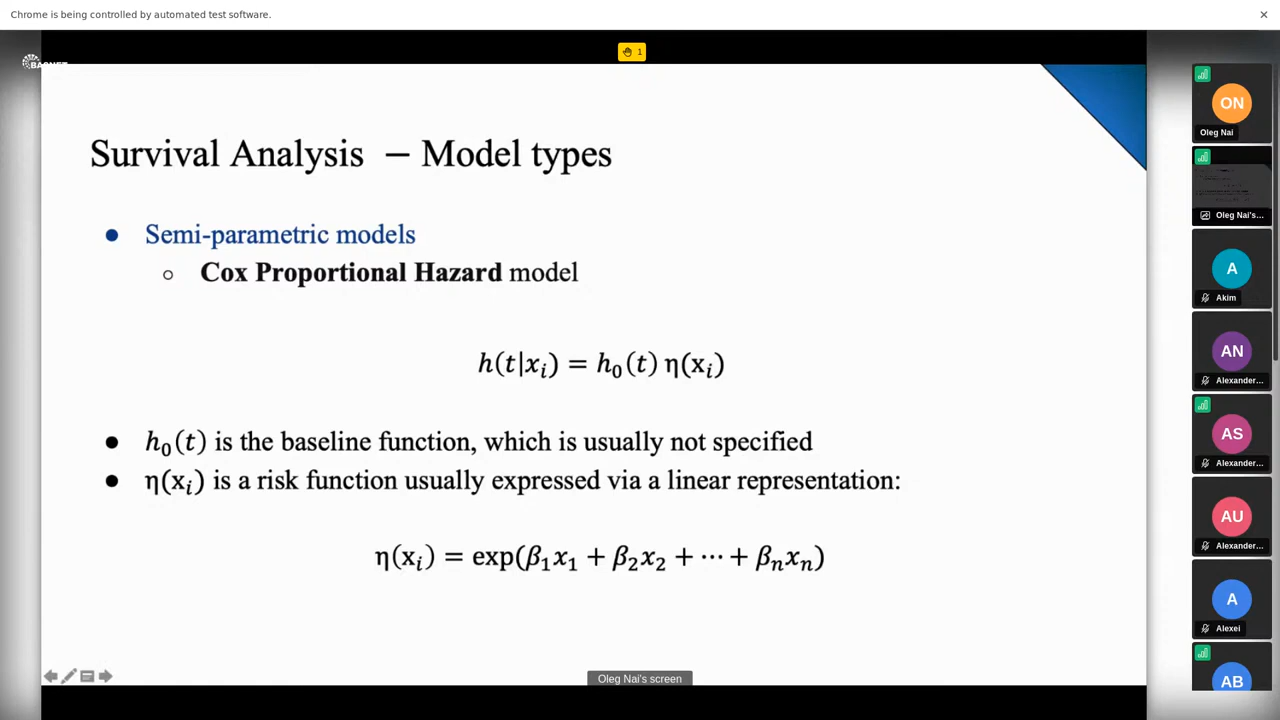 Chrome is being controlled by automated test software.
1
BASNET
Survival Analysis – Model types
Semi-parametric models
Cox Proportional Hazard model
h(t|xᵢ) = h₀(t) η(xᵢ)
h₀(t) is the baseline function, which is usually not specified
η(xᵢ) is a risk function usually expressed via a linear representation:
η(xᵢ) = exp(β₁x₁ + β₂x₂ + ⋯ + βₙxₙ)
Oleg Nai's screen
ON
Oleg Nai
Oleg Nai's...
A
Akim
AN
Alexander...
AS
Alexander...
AU
Alexander...
A
Alexei
AB